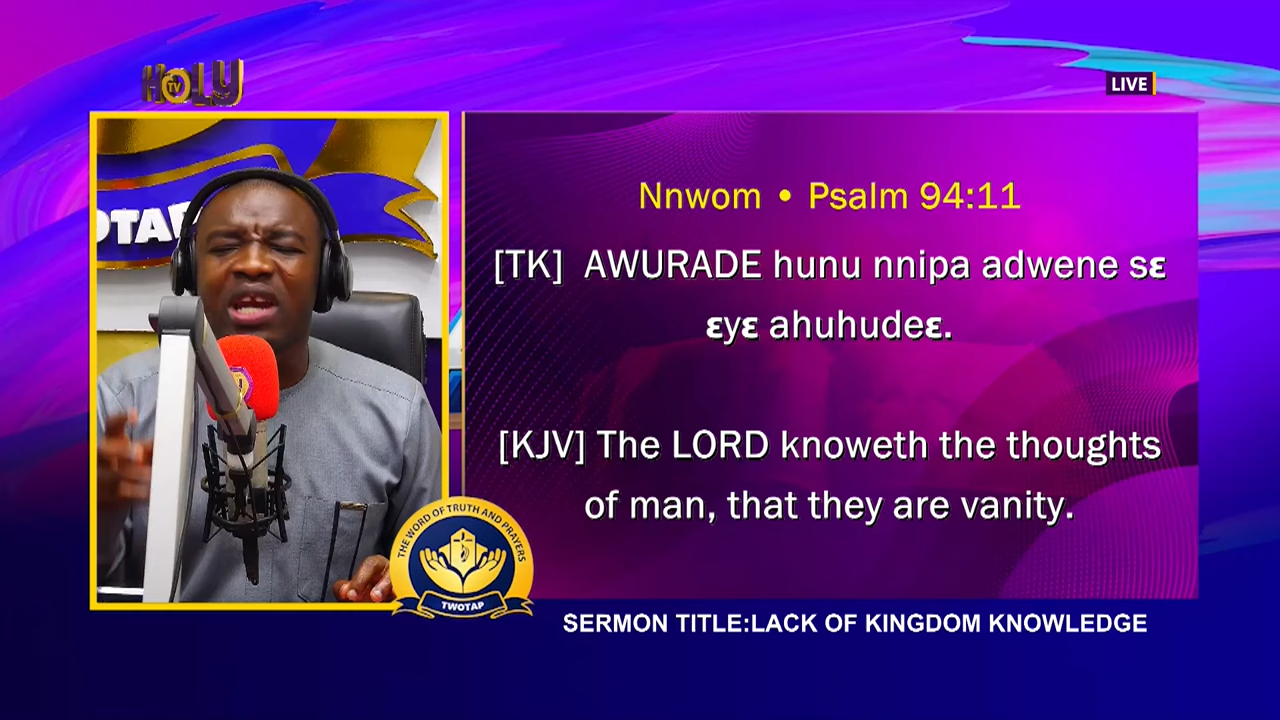 HOLY
TV
LIVE
OTAP
Nnwom • Psalm 94:11
[TK] AWURADE hunu nnipa adwene sɛ
ɛyɛ ahuhudeɛ.
[KJV] The LORD knoweth the thoughts
of man, that they are vanity.
THE WORD OF TRUTH AND PRAYERS
TWOTAP
SERMON TITLE:LACK OF KINGDOM KNOWLEDGE